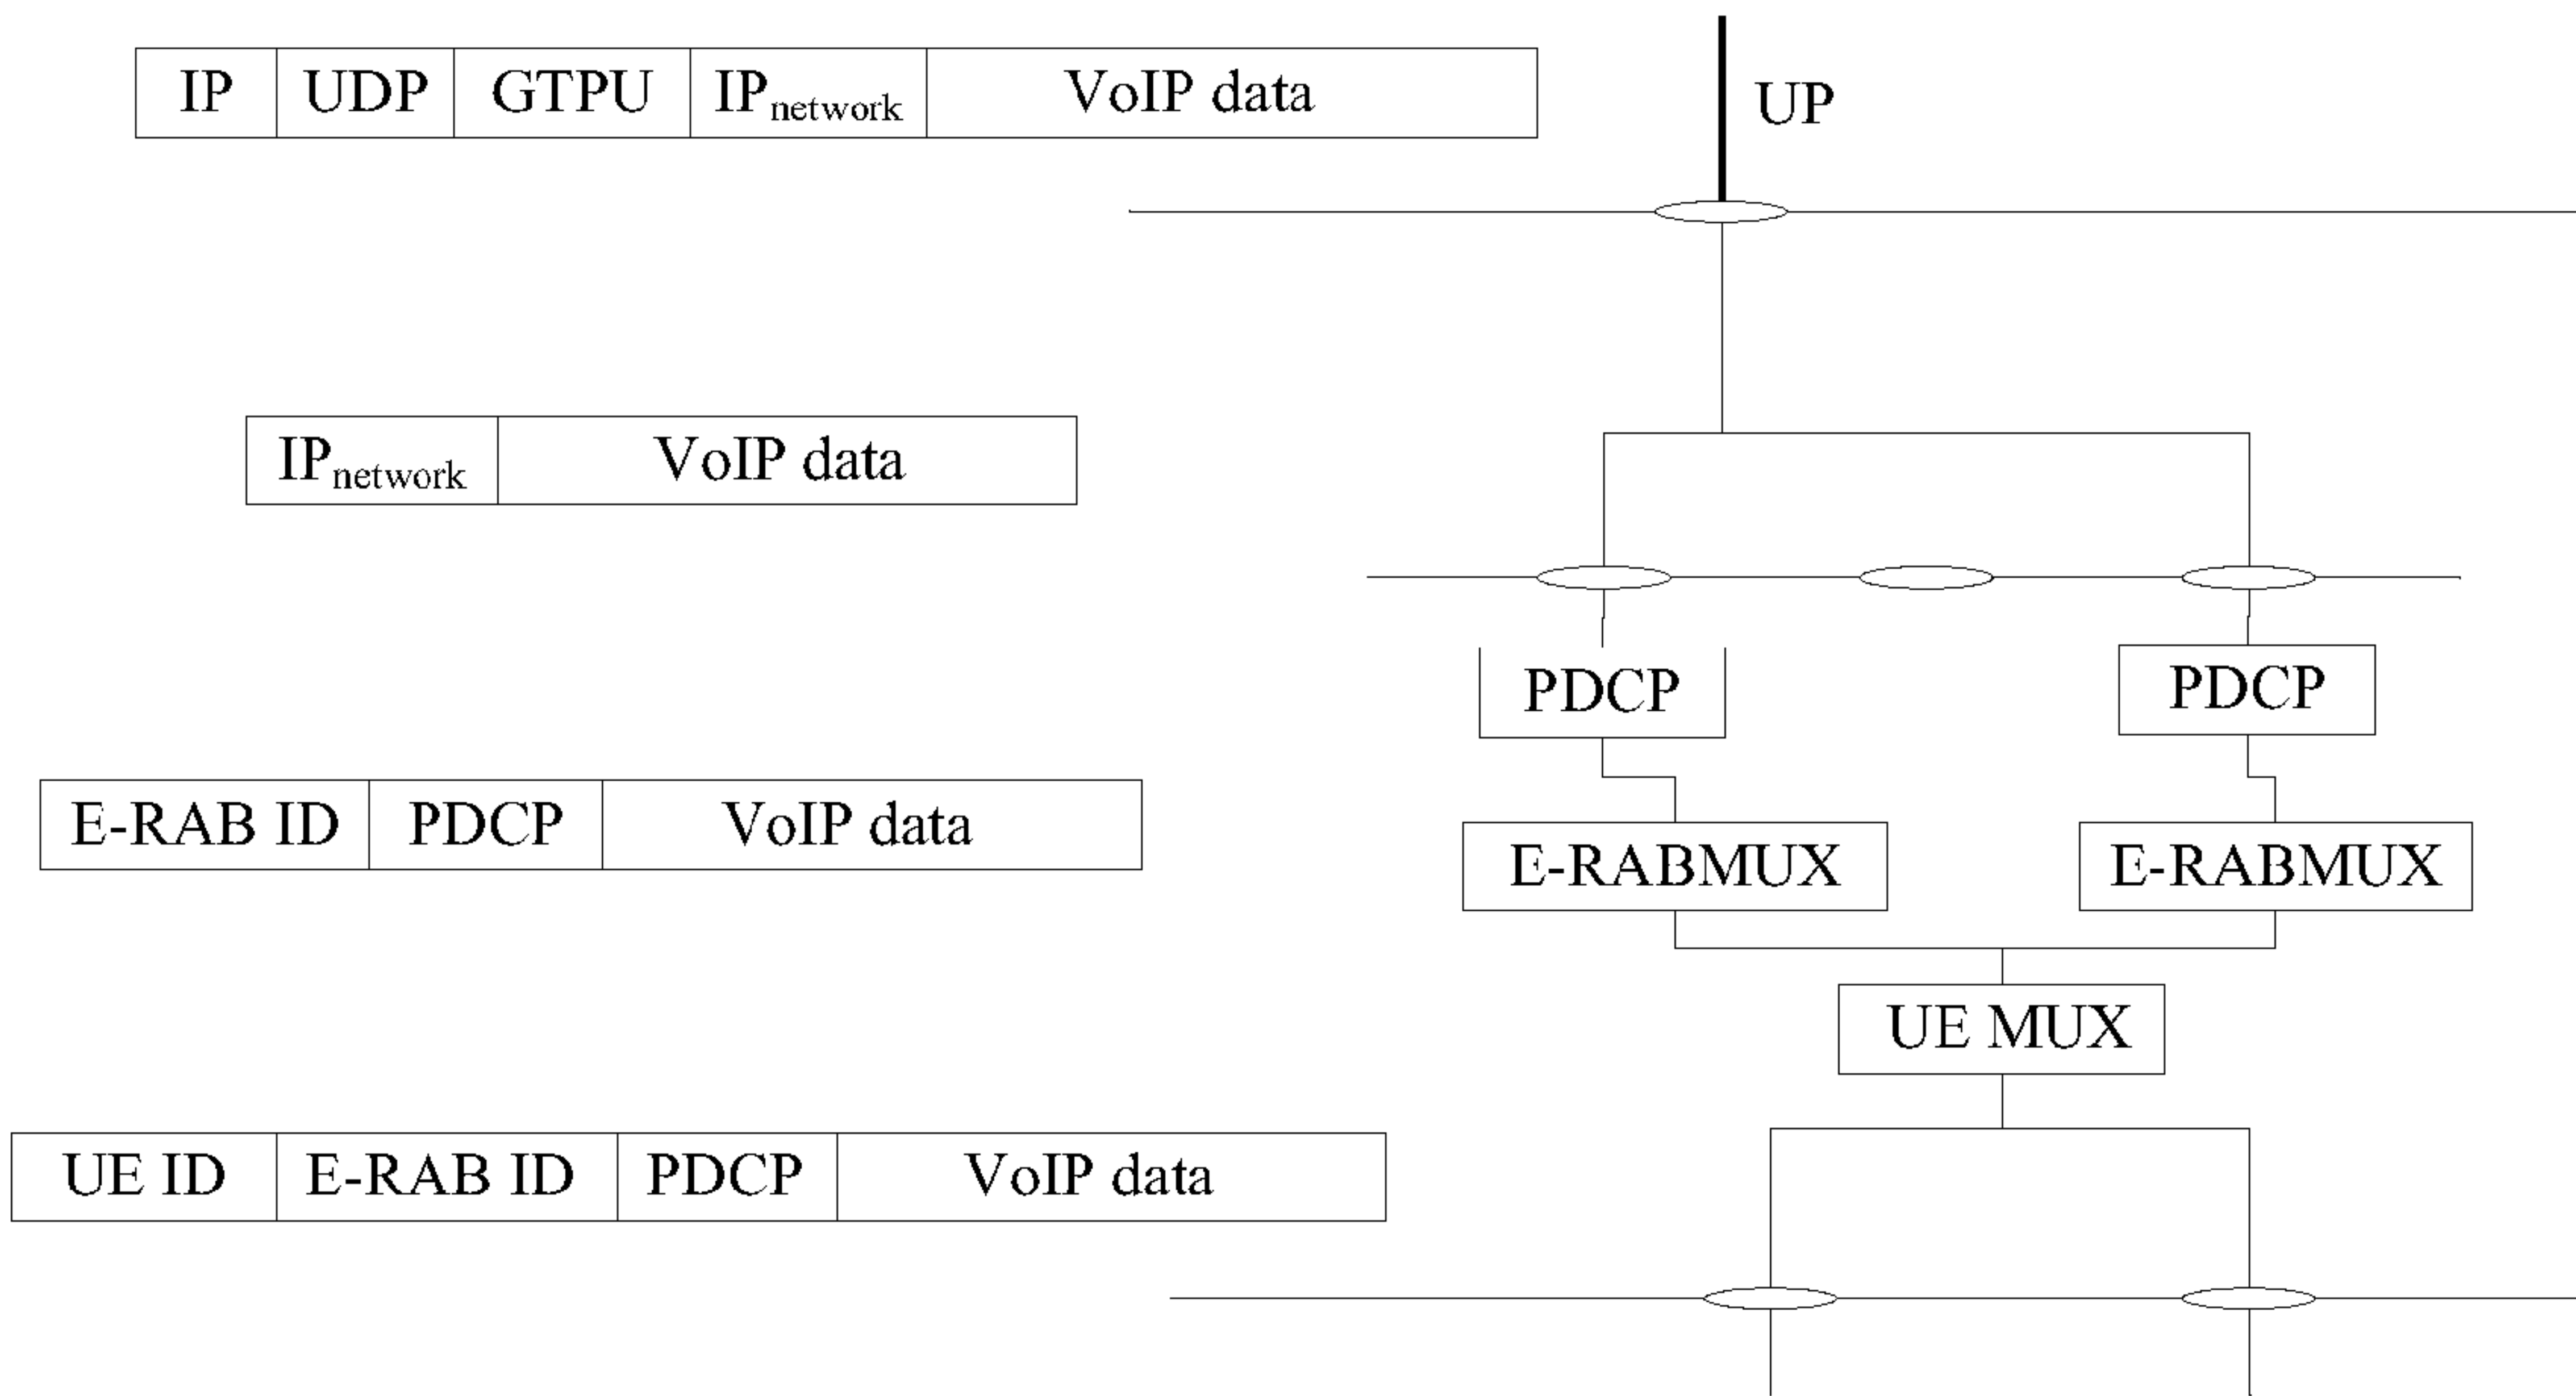 IP UDP GTPU IPnetwork VoIP data
UP
IPnetwork VoIP data
PDCP PDCP
E-RAB ID PDCP VoIP data
E-RABMUX E-RABMUX
UE MUX
UE ID E-RAB ID PDCP VoIP data